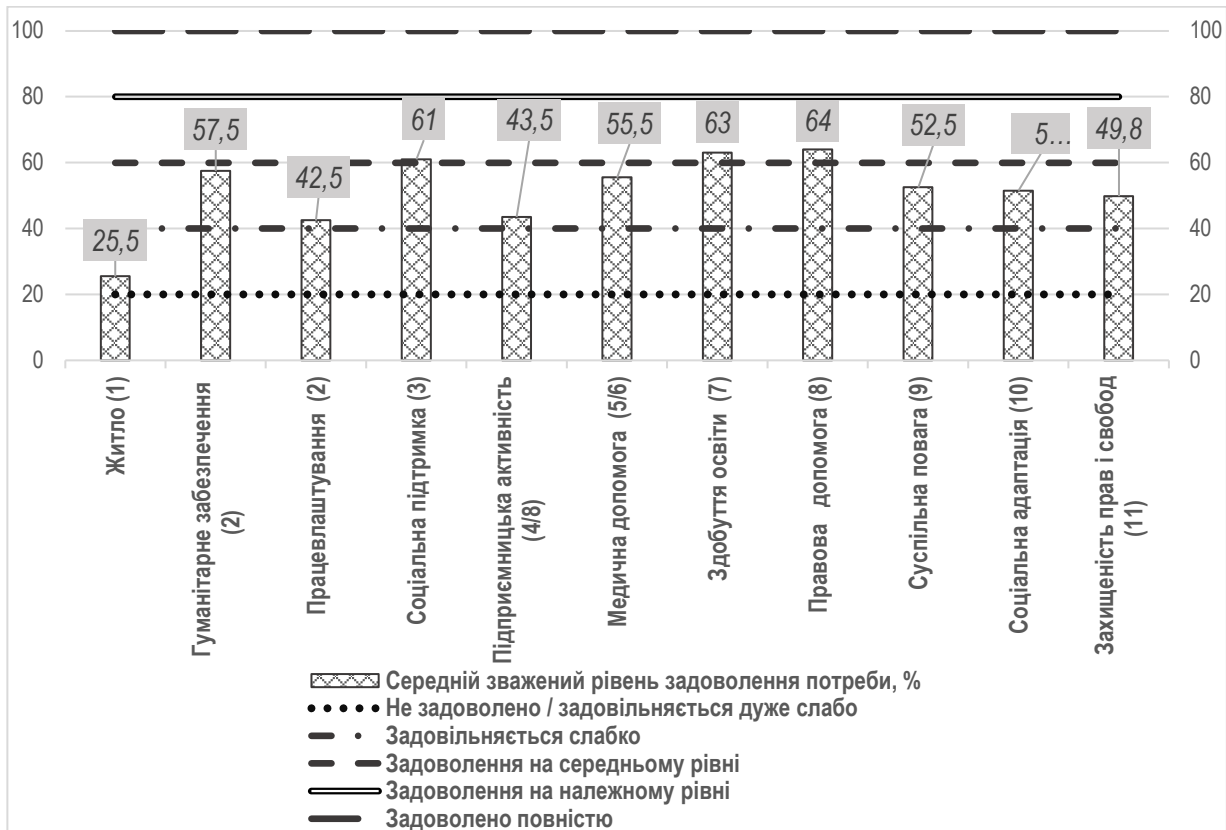 100
80
60
40
20
0
100
80
60
40
20
0
25,5
57,5
42,5
61
43,5
55,5
63
64
52,5
5…
49,8
Житло (1)
Гуманітарне забезпечення
(2)
Працевлаштування (2)
Соціальна підтримка (3)
Підприємницька активність
(4/8)
Медична допомога (5/6)
Здобуття освіти (7)
Правова допомога (8)
Суспільна повага (9)
Соціальна адаптація (10)
Захищеність прав і свобод
(11)
Середній зважений рівень задоволення потреби, %
Не задоволено / задовільняється дуже слабо
Задовільняється слабко
Задоволення на середньому рівні
Задоволення на належному рівні
Задоволено повністю